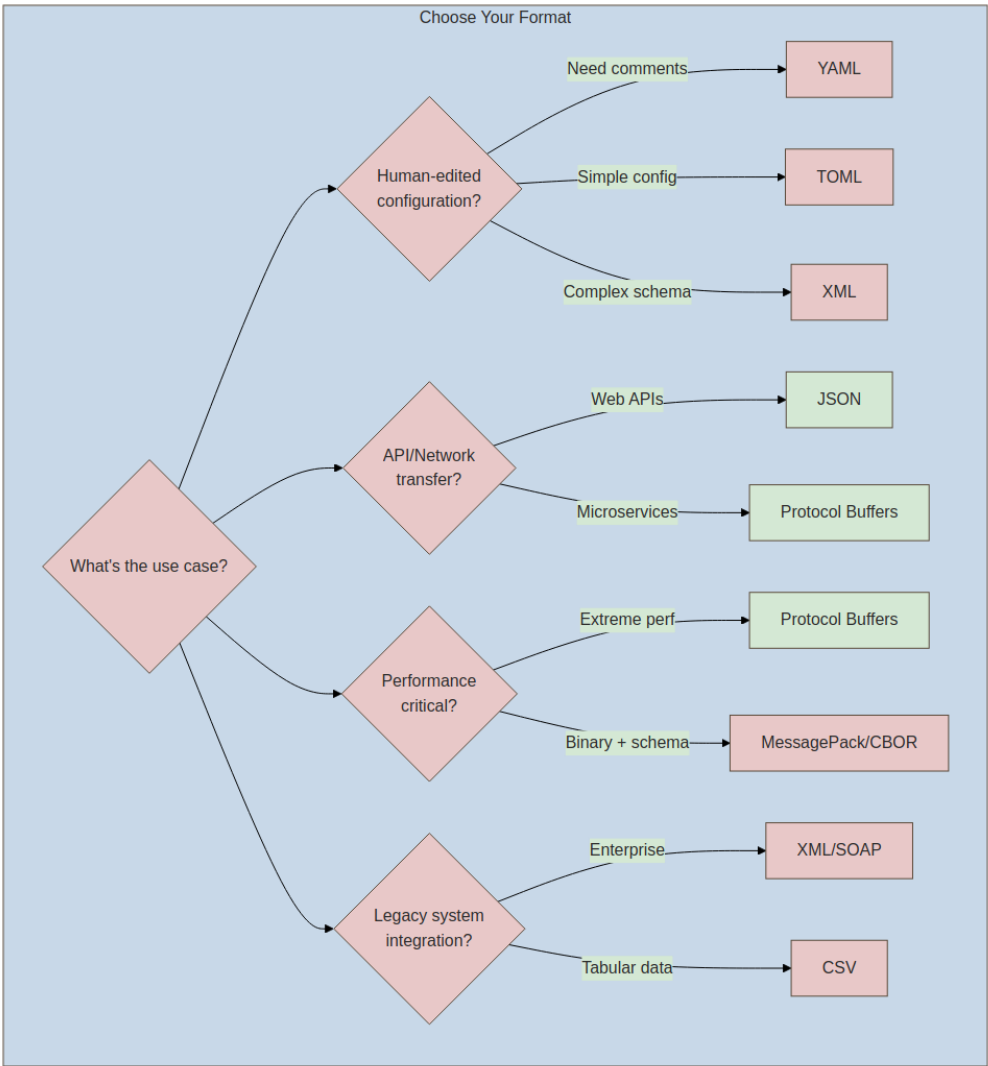 Choose Your Format
Need comments
YAML
Human-edited
configuration?
Simple config
TOML
Complex schema
XML
Web APIs
JSON
API/Network
transfer?
Microservices
Protocol Buffers
What's the use case?
Extreme perf
Protocol Buffers
Performance
critical?
Binary + schema
MessagePack/CBOR
Enterprise
XML/SOAP
Legacy system
integration?
Tabular data
CSV